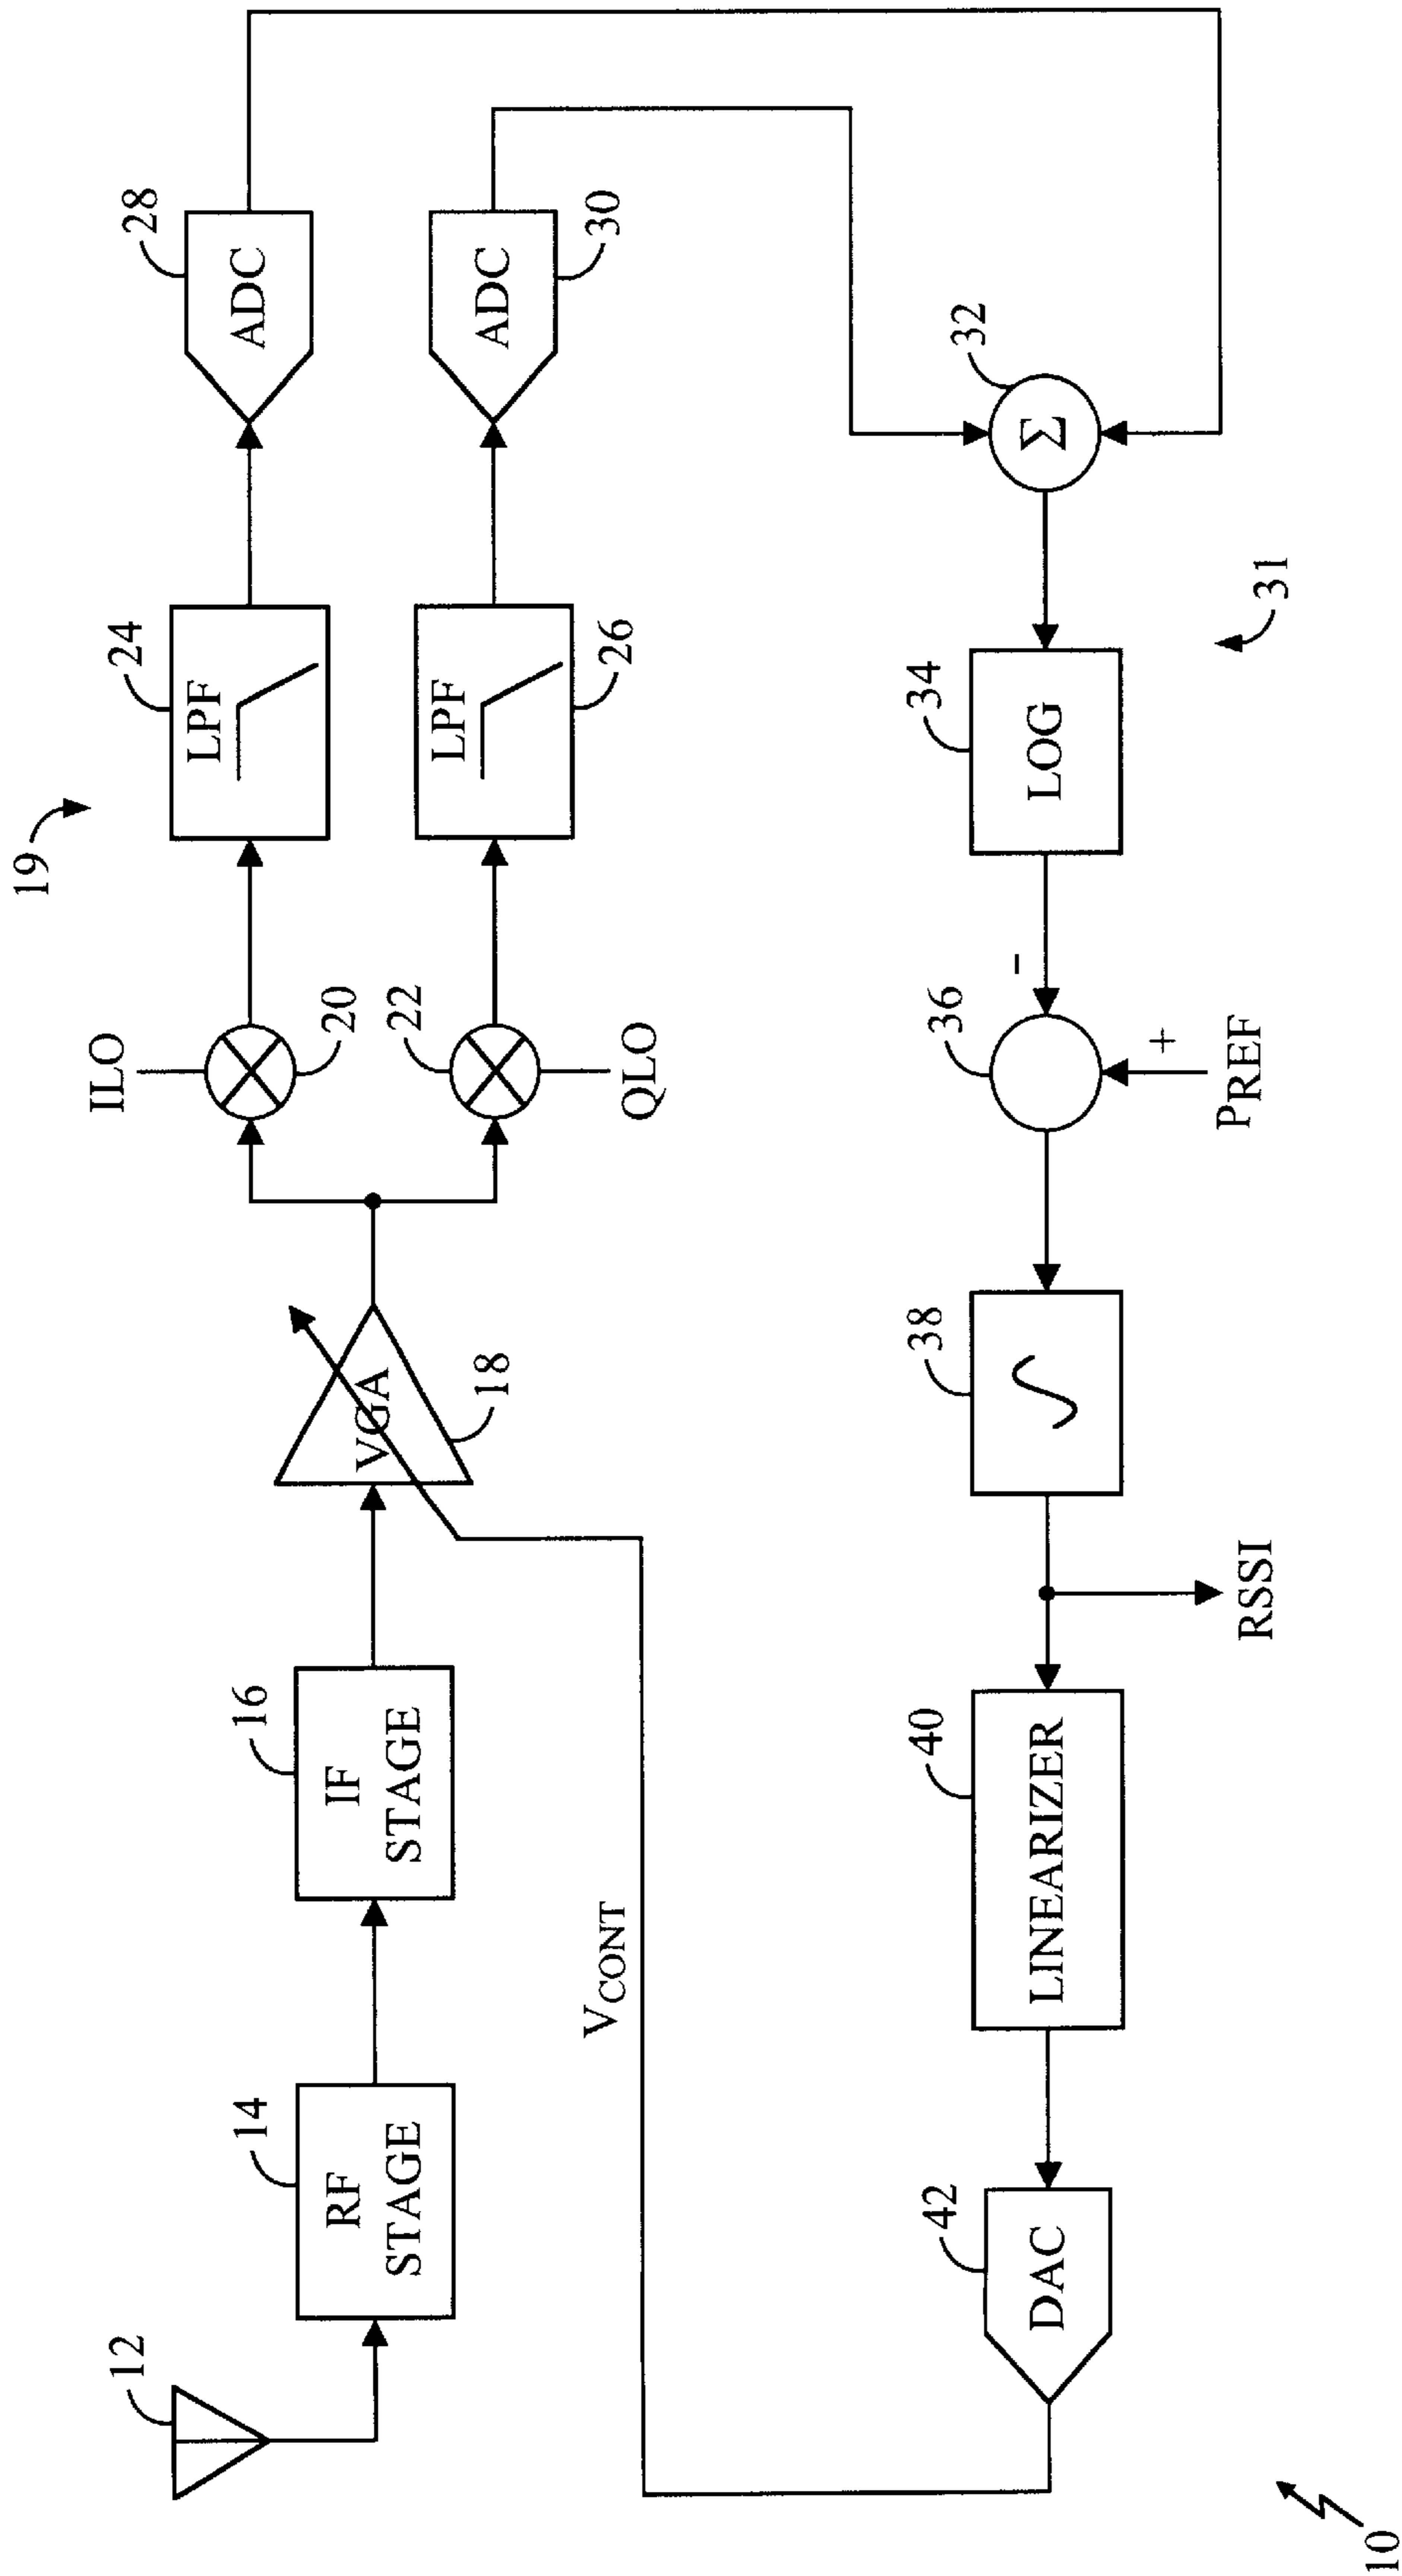 19
ILO
20
24
LPF
28
ADC
12
14
RF
STAGE
16
IF
STAGE
VGA
18
22
QLO
LPF
26
ADC
30
VCONT
42
DAC
40
LINEARIZER
38
∫
36
-
34
LOG
32
Σ
RSSI
+
PREF
31
10